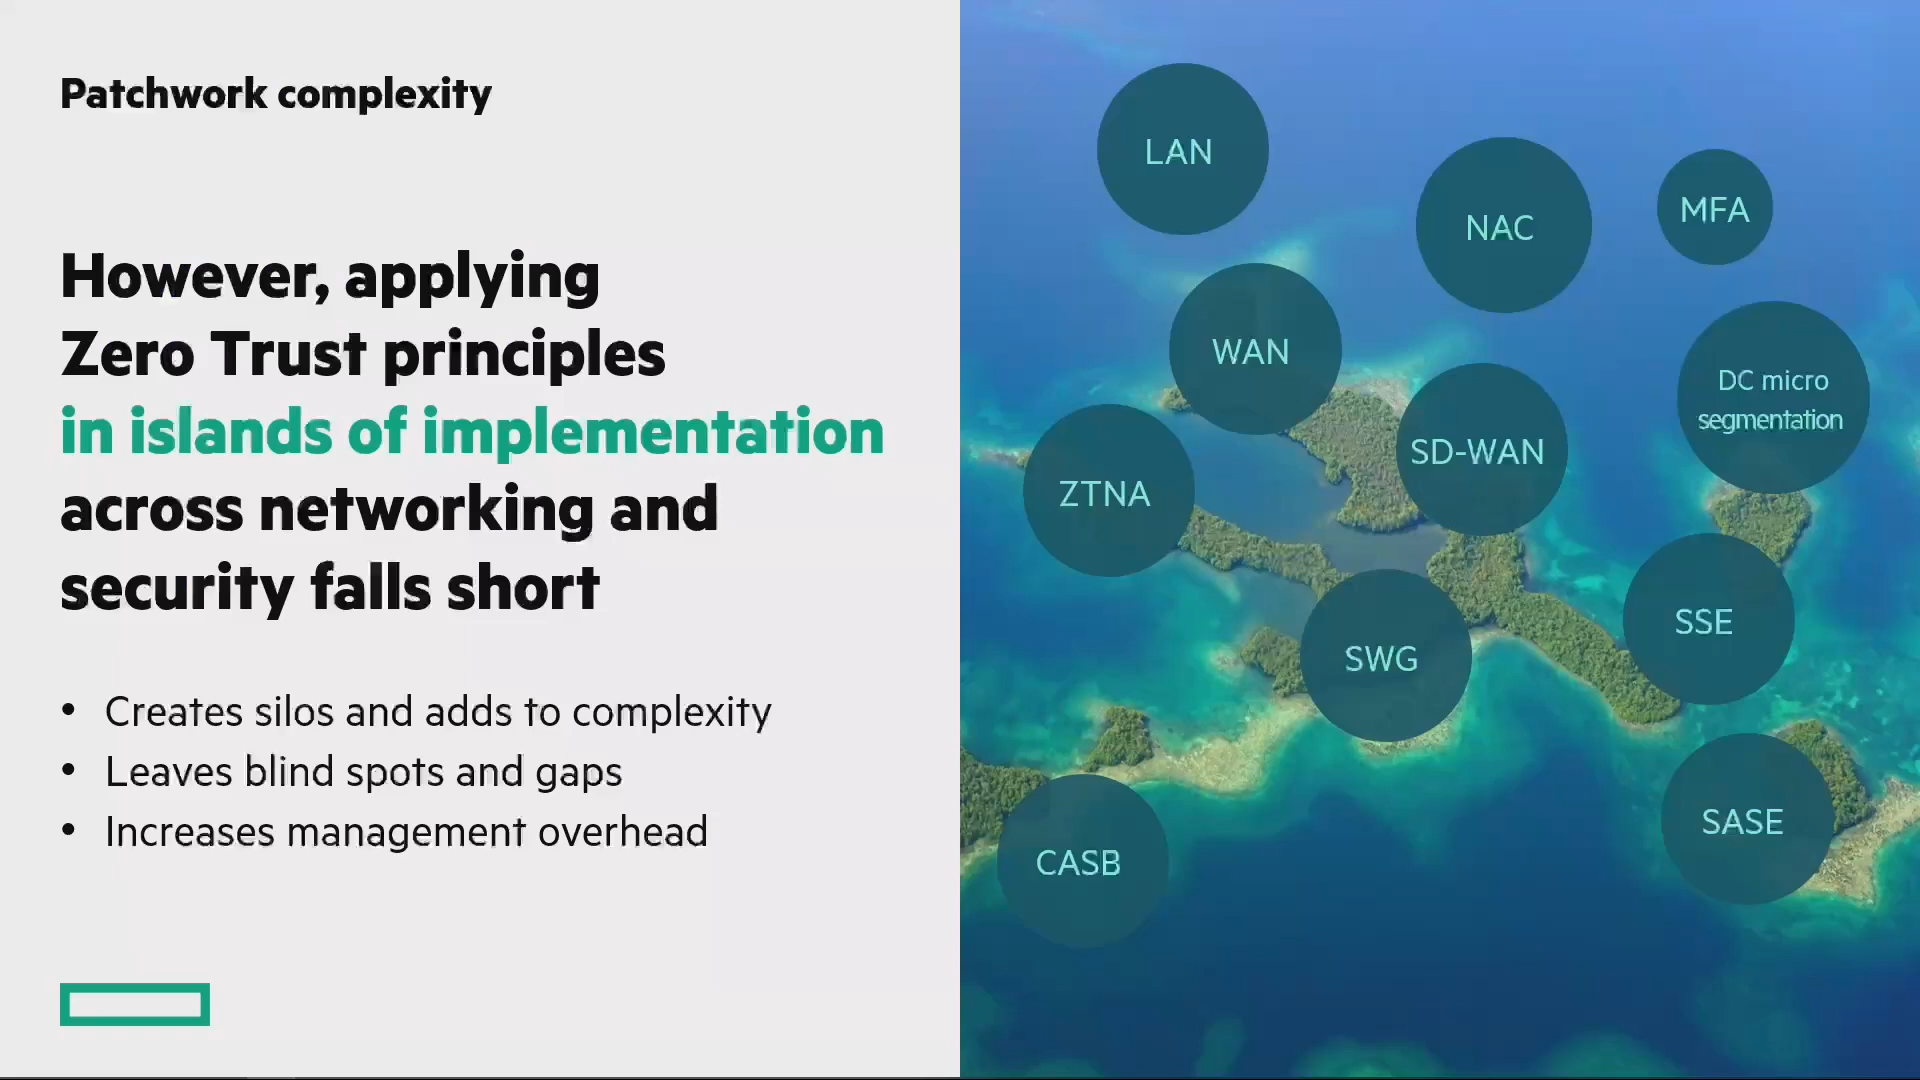 Patchwork complexity
However, applying
Zero Trust principles
in islands of implementation
across networking and
security falls short
• Creates silos and adds to complexity
• Leaves blind spots and gaps
• Increases management overhead
LAN
NAC
MFA
WAN
DC micro
segmentation
SD-WAN
ZTNA
SSE
SWG
SASE
CASB